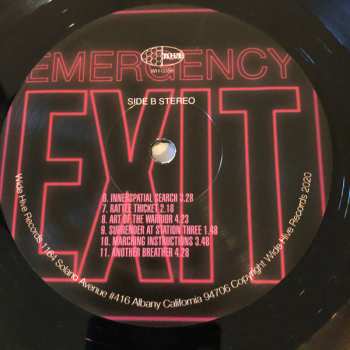 EMERGENCY
EXIT
SIDE B STEREO
6. INNERSPATIAL SEARCH 3.28
7. RATTLE THICKET 2.18
8. ART OF THE WARRIOR 4.23
9. SURRENDER AT STATION THREE 1.48
10. MARCHING INSTRUCTIONS 3.48
11. ANOTHER BREATHER 4.28
Wide Hive Records 1161 Solano Avenue #416 Albany California 94706 Copyright Wide Hive Records 2020